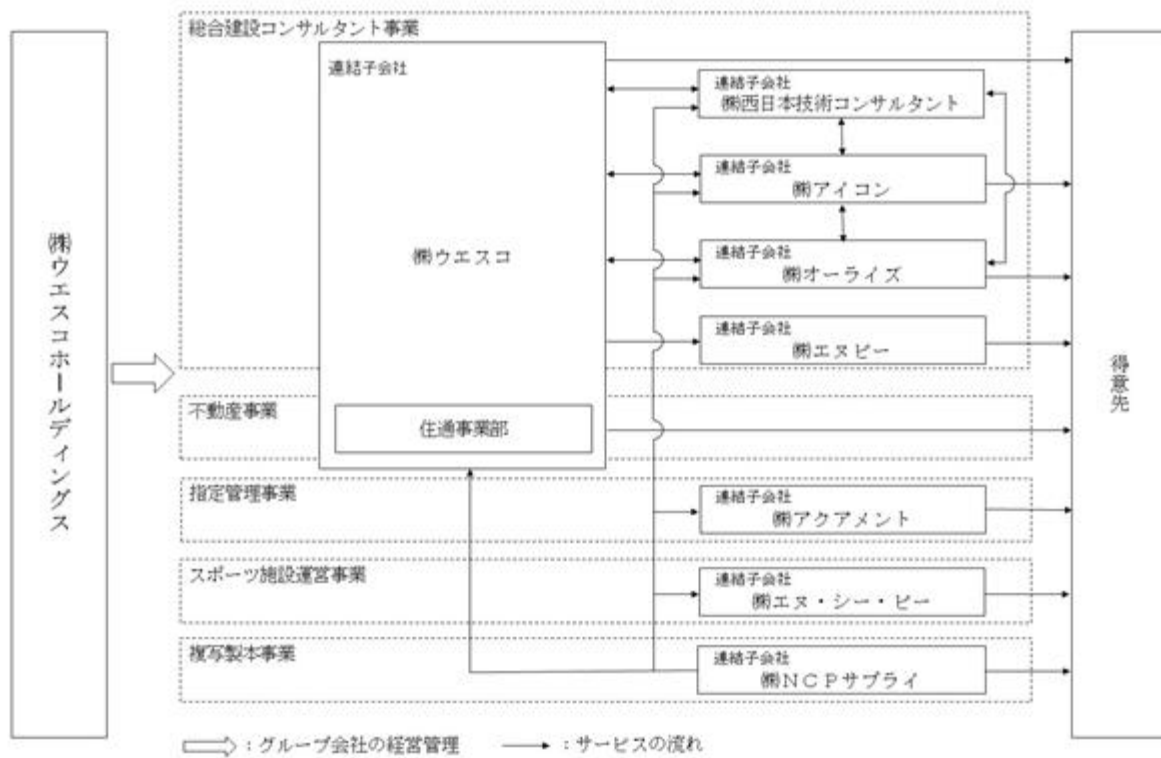 ㈱ウエスコホールディングス
総合建設コンサルタント事業
連結子会社
㈱ウエスコ
住通事業部
連結子会社
㈱西日本技術コンサルタント
連結子会社
㈱アイコン
連結子会社
㈱オーライズ
連結子会社
㈱エヌピー
不動産事業
指定管理事業
連結子会社
㈱アクアメント
スポーツ施設運営事業
連結子会社
㈱エヌ・シー・ピー
複写製本事業
連結子会社
㈱NCPサプライ
得意先
：グループ会社の経営管理
：サービスの流れ